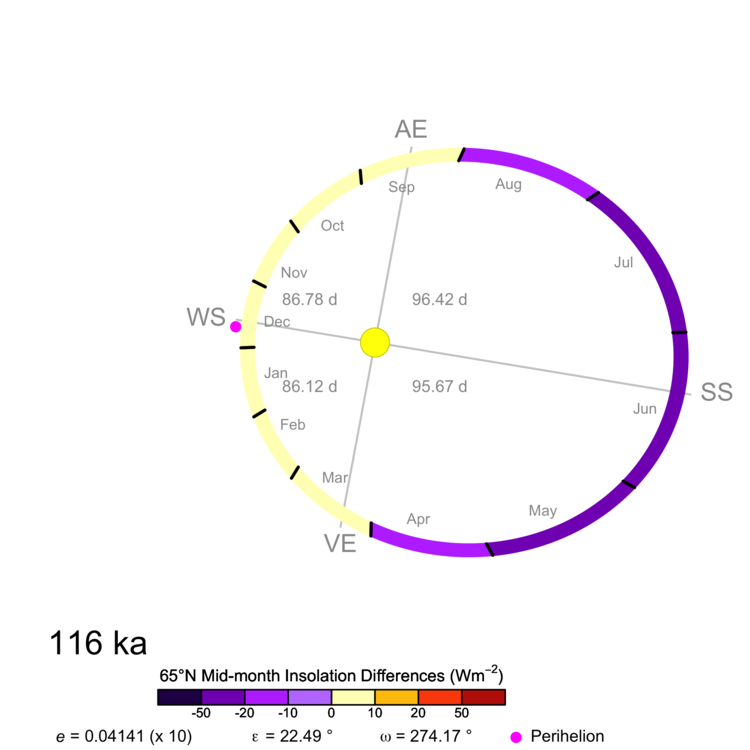 AE
Sep
Aug
Oct
Jul
Nov
86.78 d
96.42 d
WS
Dec
Jan
86.12 d
95.67 d
SS
Jun
Feb
Mar
Apr
May
VE
116 ka
65°N Mid-month Insolation Differences (Wm−2)
-50 -20 -10 0 10 20 50
e = 0.04141 (x 10) ε = 22.49 ° ω = 274.17 ° Perihelion